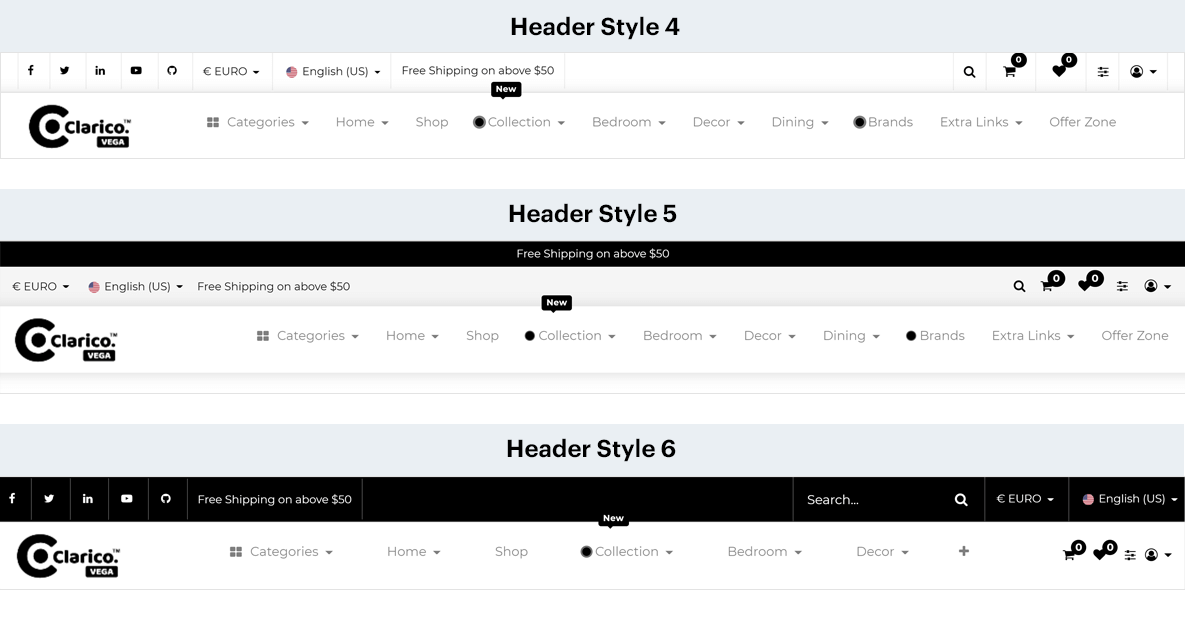 Header Style 4
€ EURO English (US) Free Shipping on above $50 0 0
New
Clarico.™ VEGA
Categories Home Shop Collection Bedroom Decor Dining Brands Extra Links Offer Zone
Header Style 5
Free Shipping on above $50
€ EURO English (US) Free Shipping on above $50 0 0
New
Clarico.™ VEGA
Categories Home Shop Collection Bedroom Decor Dining Brands Extra Links Offer Zone
Header Style 6
Free Shipping on above $50 Search... € EURO English (US)
New
Clarico.™ VEGA
Categories Home Shop Collection Bedroom Decor + 0 0